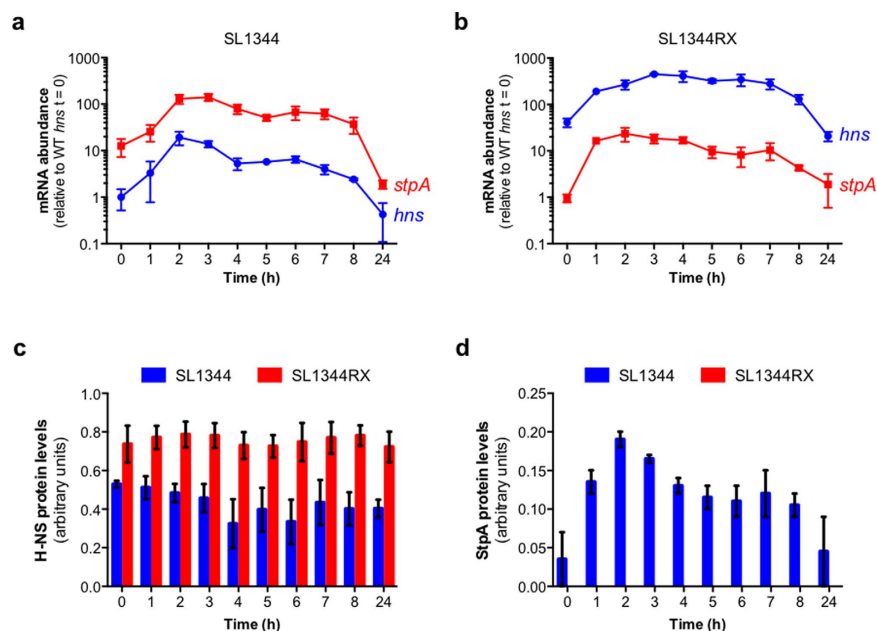 a
SL1344
mRNA abundance
(relative to WT hns t = 0)
1000
100
10
1
0.1
stpA
hns
0 1 2 3 4 5 6 7 8 24
Time (h)
b
SL1344RX
mRNA abundance
(relative to WT hns t = 0)
1000
100
10
1
0.1
hns
stpA
0 1 2 3 4 5 6 7 8 24
Time (h)
c
SL1344 SL1344RX
H-NS protein levels
(arbitrary units)
1.0
0.8
0.6
0.4
0.2
0.0
0 1 2 3 4 5 6 7 8 24
Time (h)
d
SL1344 SL1344RX
StpA protein levels
(arbitrary units)
0.25
0.20
0.15
0.10
0.05
0.00
0 1 2 3 4 5 6 7 8 24
Time (h)